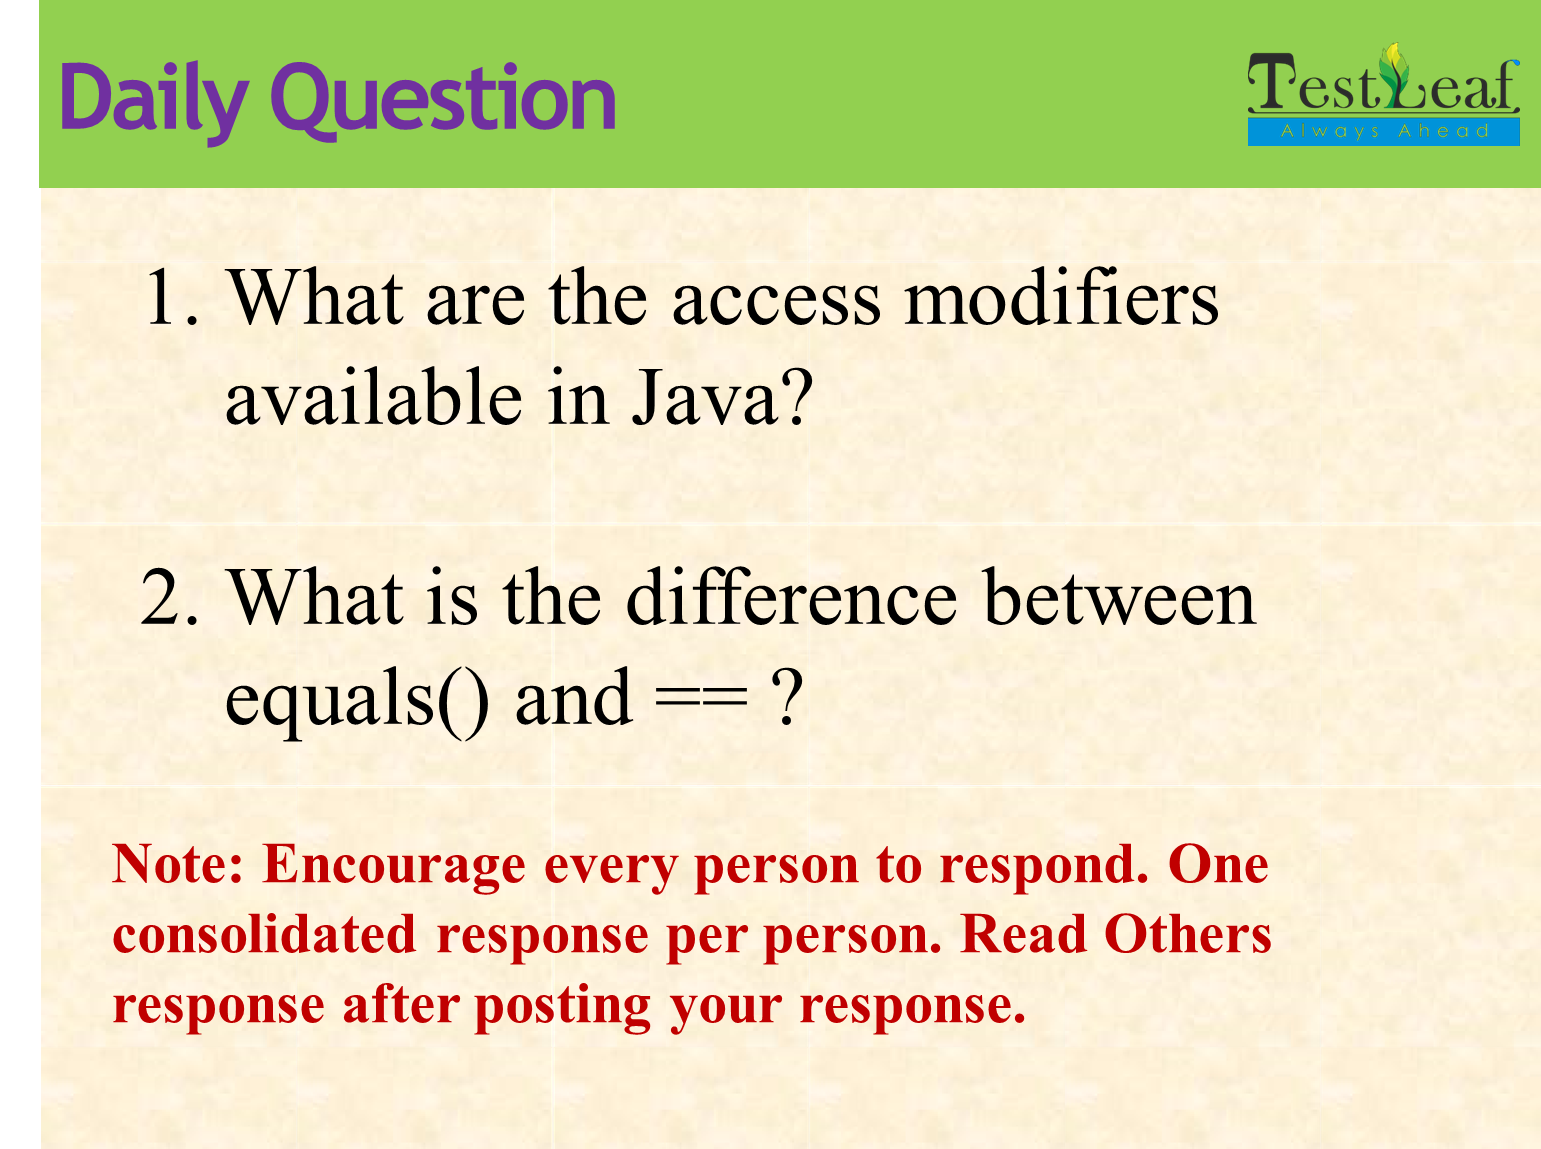 Daily Question
TestLeaf
Always Ahead
1. What are the access modifiers
available in Java?
2. What is the difference between
equals() and == ?
Note: Encourage every person to respond. One
consolidated response per person. Read Others
response after posting your response.